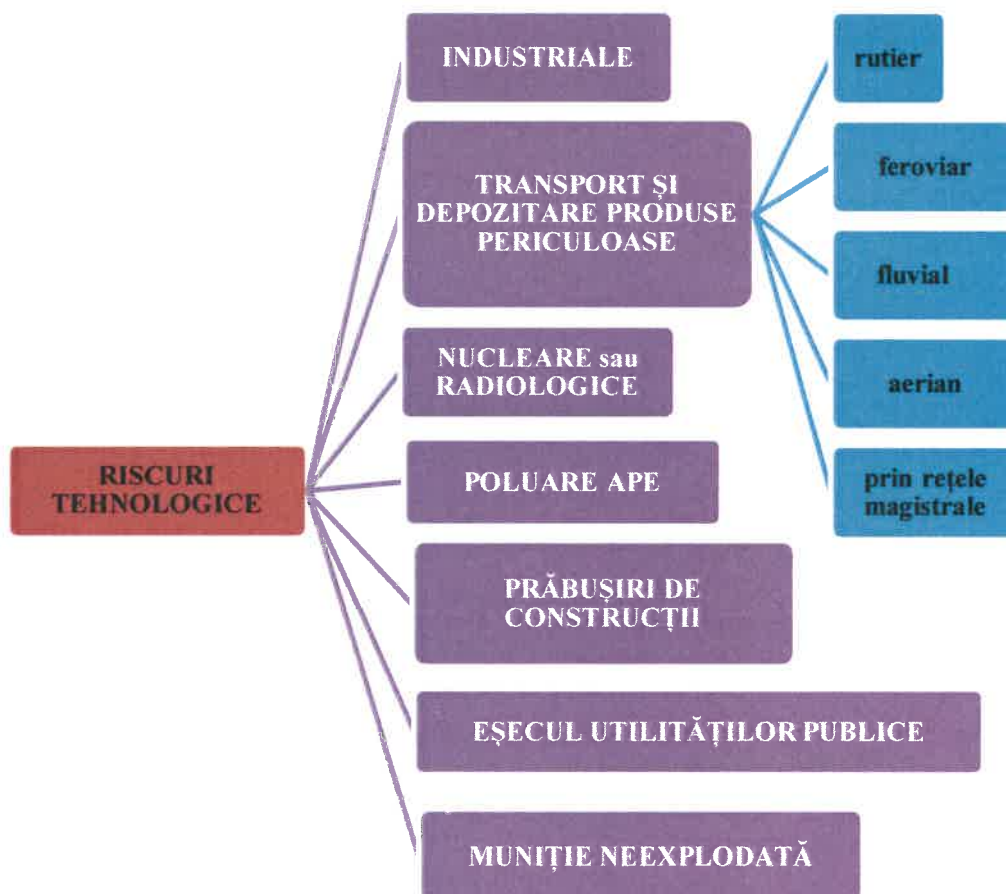 RISCURI
TEHNOLOGICE
INDUSTRIALE
TRANSPORT ȘI
DEPOZITARE PRODUSE
PERICULOASE
rutier
feroviar
fluvial
aerian
prin rețele
magistrale
NUCLEARE sau
RADIOLOGICE
POLUARE APE
PRĂBUȘIRI DE
CONSTRUCȚII
EȘECUL UTILITĂȚILOR PUBLICE
MUNIȚIE NEEXPLODATĂ